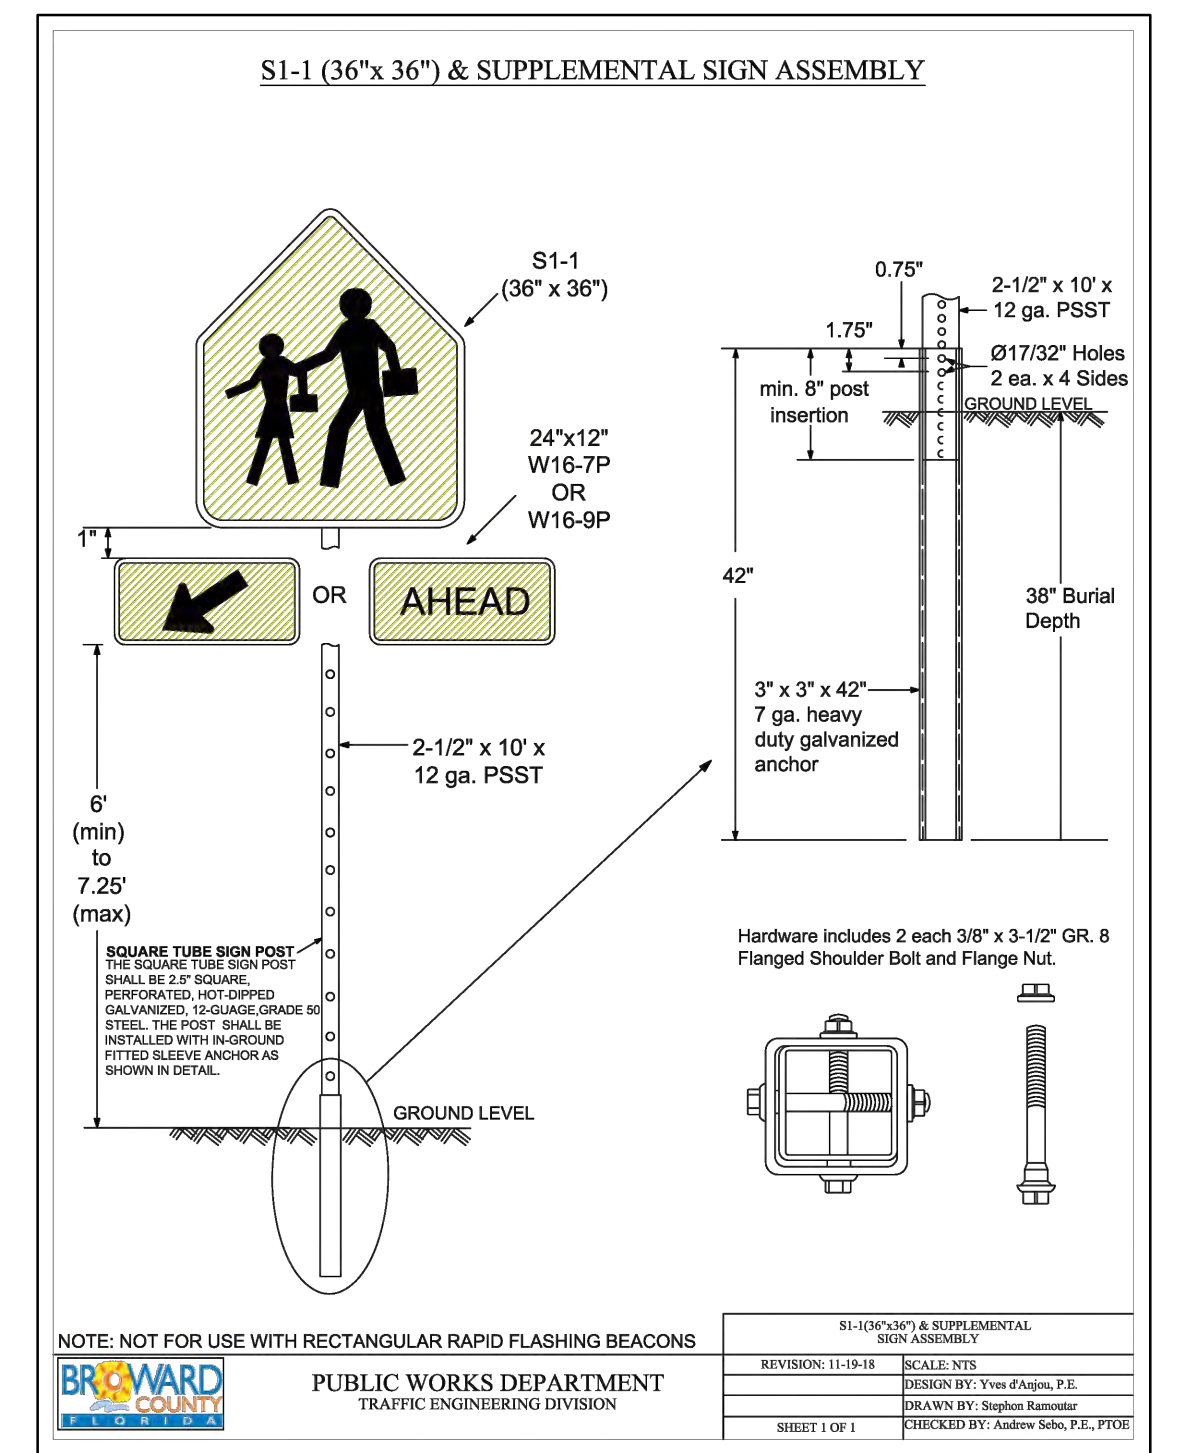 S1-1 (36"x 36") & SUPPLEMENTAL SIGN ASSEMBLY
S1-1
(36" x 36")
24"x12"
W16-7P
OR
W16-9P
1"
OR
AHEAD
2-1/2" x 10' x
12 ga. PSST
6'
(min)
to
7.25'
(max)
SQUARE TUBE SIGN POST
THE SQUARE TUBE SIGN POST
SHALL BE 2.5" SQUARE,
PERFORATED, HOT-DIPPED
GALVANIZED, 12-GUAGE,GRADE 50
STEEL. THE POST SHALL BE
INSTALLED WITH IN-GROUND
FITTED SLEEVE ANCHOR AS
SHOWN IN DETAIL.
GROUND LEVEL
0.75"
2-1/2" x 10' x
12 ga. PSST
1.75"
Ø17/32" Holes
2 ea. x 4 Sides
min. 8" post
insertion
GROUND LEVEL
42"
38" Burial
Depth
3" x 3" x 42"
7 ga. heavy
duty galvanized
anchor
Hardware includes 2 each 3/8" x 3-1/2" GR. 8
Flanged Shoulder Bolt and Flange Nut.
NOTE: NOT FOR USE WITH RECTANGULAR RAPID FLASHING BEACONS
BROWARD
COUNTY
FLORIDA
PUBLIC WORKS DEPARTMENT
TRAFFIC ENGINEERING DIVISION
S1-1(36"x36") & SUPPLEMENTAL
SIGN ASSEMBLY
REVISION: 11-19-18
SCALE: NTS
DESIGN BY: Yves d'Anjou, P.E.
DRAWN BY: Stephon Ramoutar
SHEET 1 OF 1
CHECKED BY: Andrew Sebo, P.E., PTOE